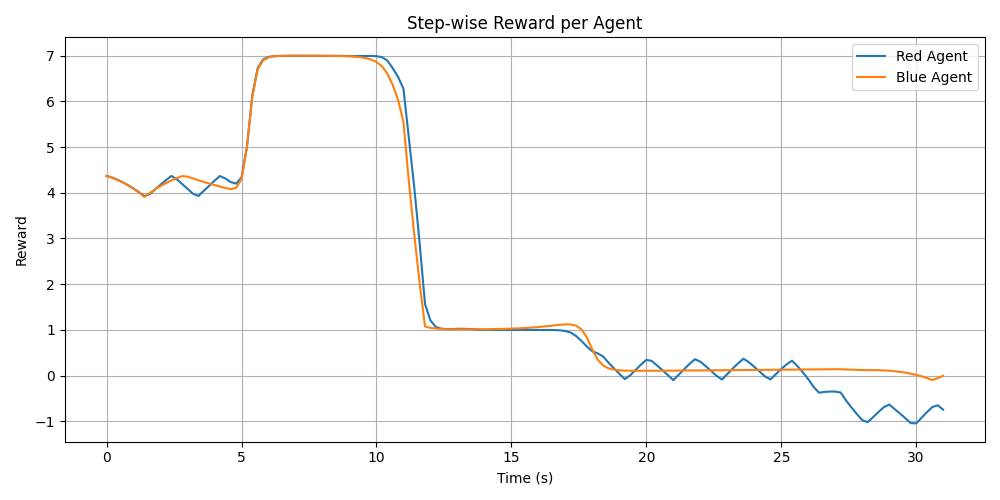 Step-wise Reward per Agent
Red Agent
Blue Agent
Reward
7
6
5
4
3
2
1
0
−1
0 5 10 15 20 25 30
Time (s)